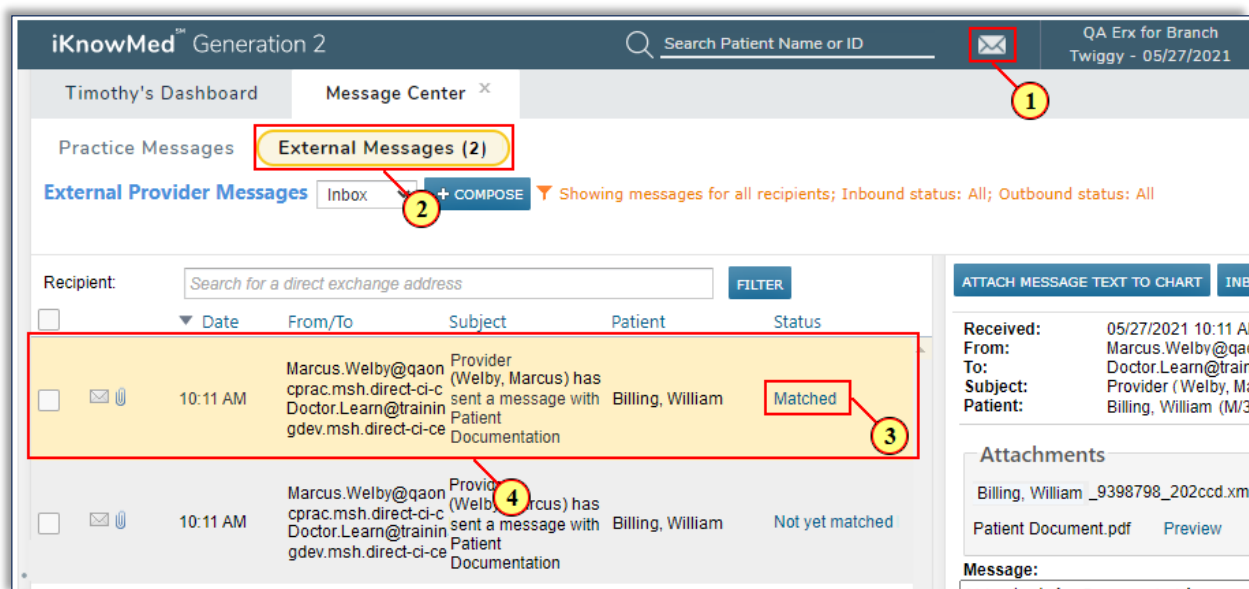 iKnowMed℠ Generation 2
Search Patient Name or ID
QA Erx for Branch
Twiggy - 05/27/2021
1
Timothy's Dashboard
Message Center ×
Practice Messages
External Messages (2)
External Provider Messages
Inbox
2
+ COMPOSE
Showing messages for all recipients; Inbound status: All; Outbound status: All
Recipient:
Search for a direct exchange address
FILTER
▼ Date From/To Subject Patient Status
10:11 AM
Marcus.Welby@qaon
cprac.msh.direct-ci-c
Doctor.Learn@trainin
gdev.msh.direct-ci-ce
Provider
(Welby, Marcus) has
sent a message with
Patient
Documentation
Billing, William
Matched
3
4
10:11 AM
Marcus.Welby@qaon
cprac.msh.direct-ci-c
Doctor.Learn@trainin
gdev.msh.direct-ci-ce
(Welby, has
sent a message with
Patient
Documentation
Billing, William
Not yet matched
ATTACH MESSAGE TEXT TO CHART
Received: 05/27/2021 10:11
From: Marcus.Welby@qao
To: Doctor.Learn@train
Subject: Provider ( Welby,
Patient: Billing, William (M/3
Attachments
Billing, William _9398798_202ccd.xm
Patient Document.pdf Preview
Message: